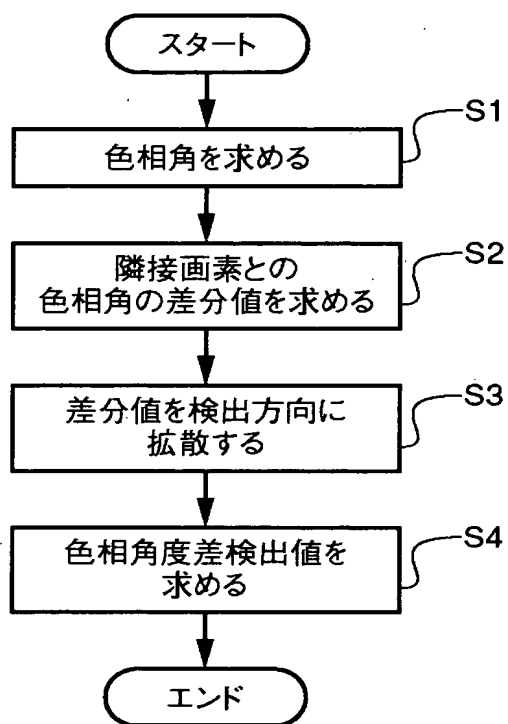 スタート
S1
色相角を求める
S2
隣接画素との
色相角の差分値を求める
S3
差分値を検出方向に
拡散する
S4
色相角度差検出値を
求める
エンド